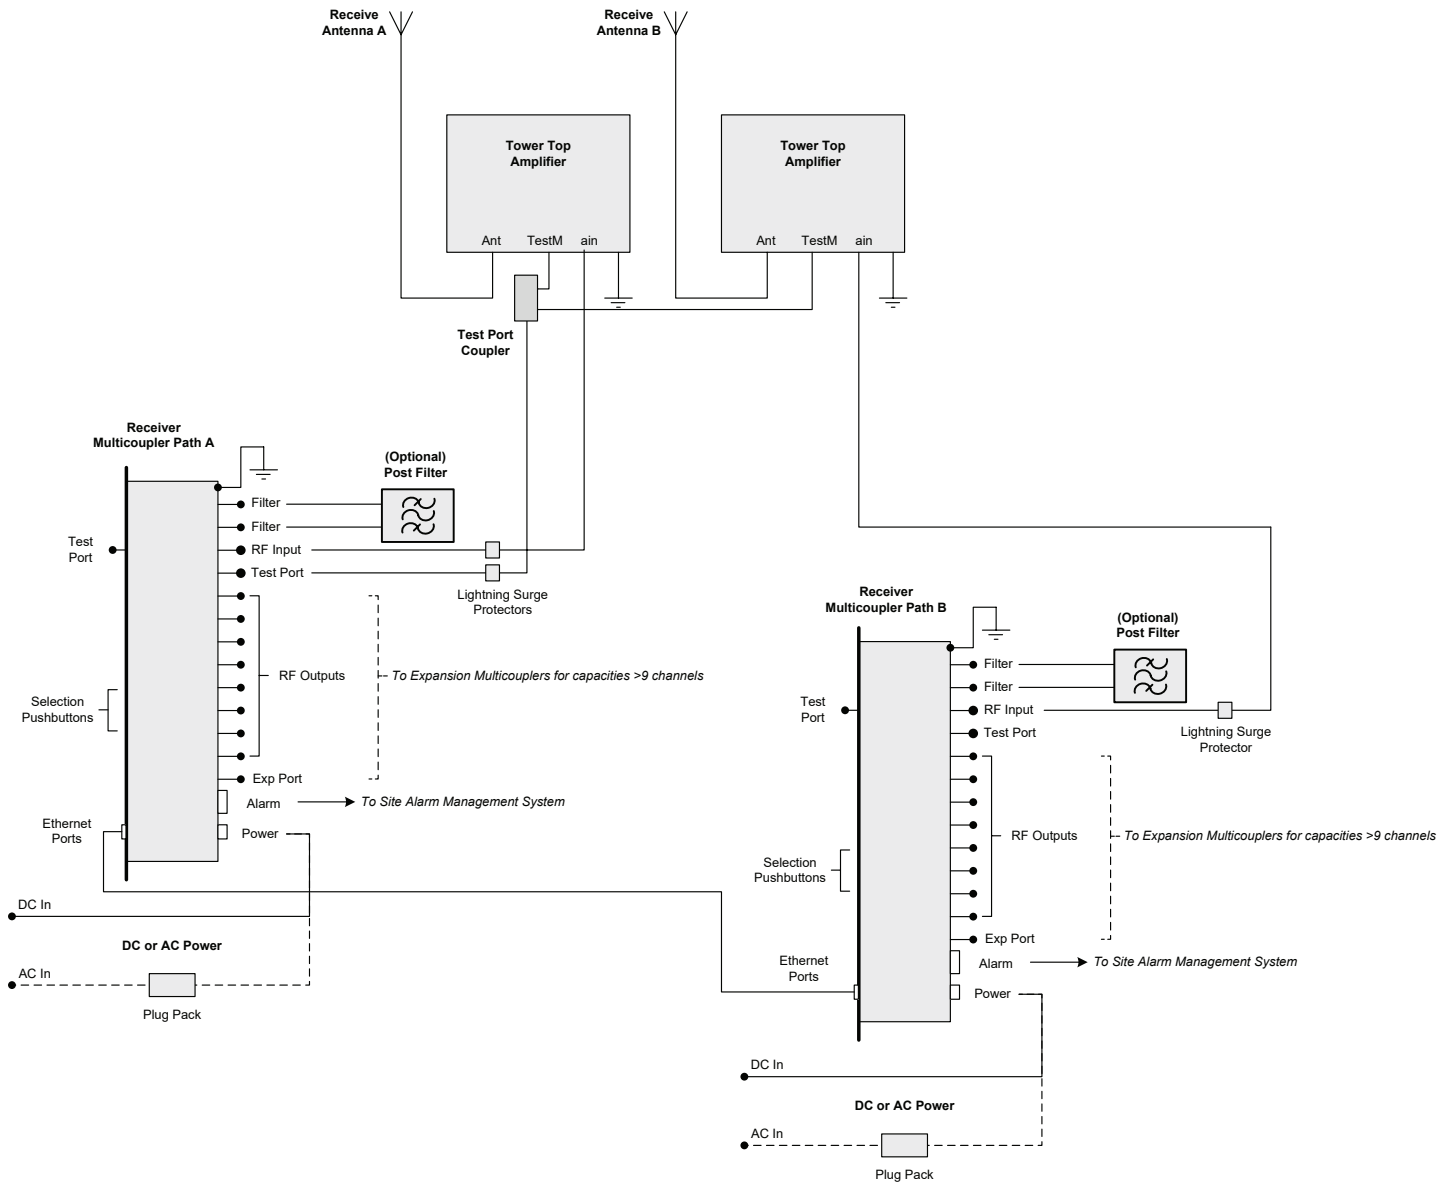 Receive
Antenna A
Receive
Antenna B
Tower Top
Amplifier
Ant TestM ain
Tower Top
Amplifier
Ant TestM ain
Test Port
Coupler
Receiver
Multicoupler Path A
(Optional)
Post Filter
Filter
Filter
Test
Port
RF Input
Test Port
Lightning Surge
Protectors
RF Outputs
To Expansion Multicouplers for capacities >9 channels
Selection
Pushbuttons
Exp Port
Alarm
To Site Alarm Management System
Ethernet
Ports
Power
DC In
DC or AC Power
AC In
Plug Pack
Receiver
Multicoupler Path B
(Optional)
Post Filter
Filter
Filter
Test
Port
RF Input
Test Port
Lightning Surge
Protector
RF Outputs
To Expansion Multicouplers for capacities >9 channels
Selection
Pushbuttons
Exp Port
Alarm
To Site Alarm Management System
Ethernet
Ports
Power
DC In
DC or AC Power
AC In
Plug Pack